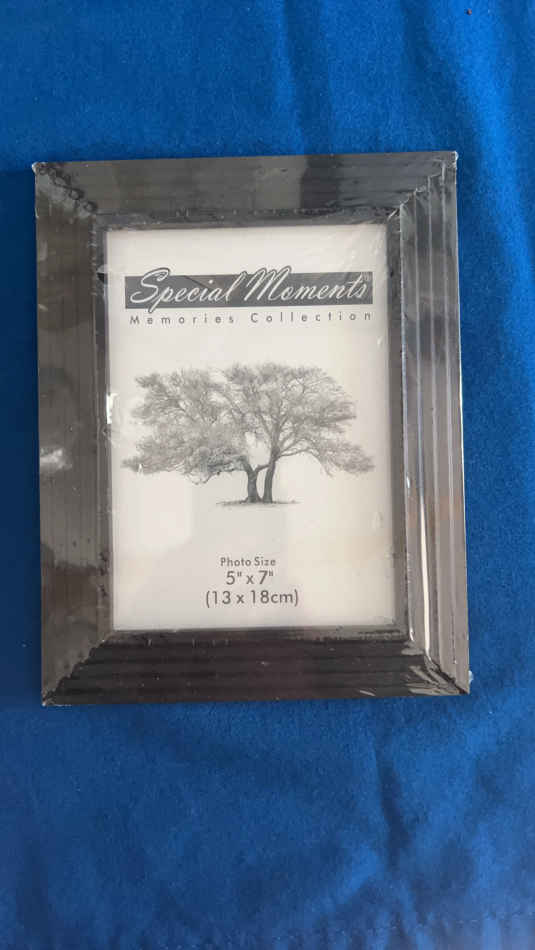 Special Moments
Memories Collection
Photo Size
5" x 7"
(13 x 18cm)